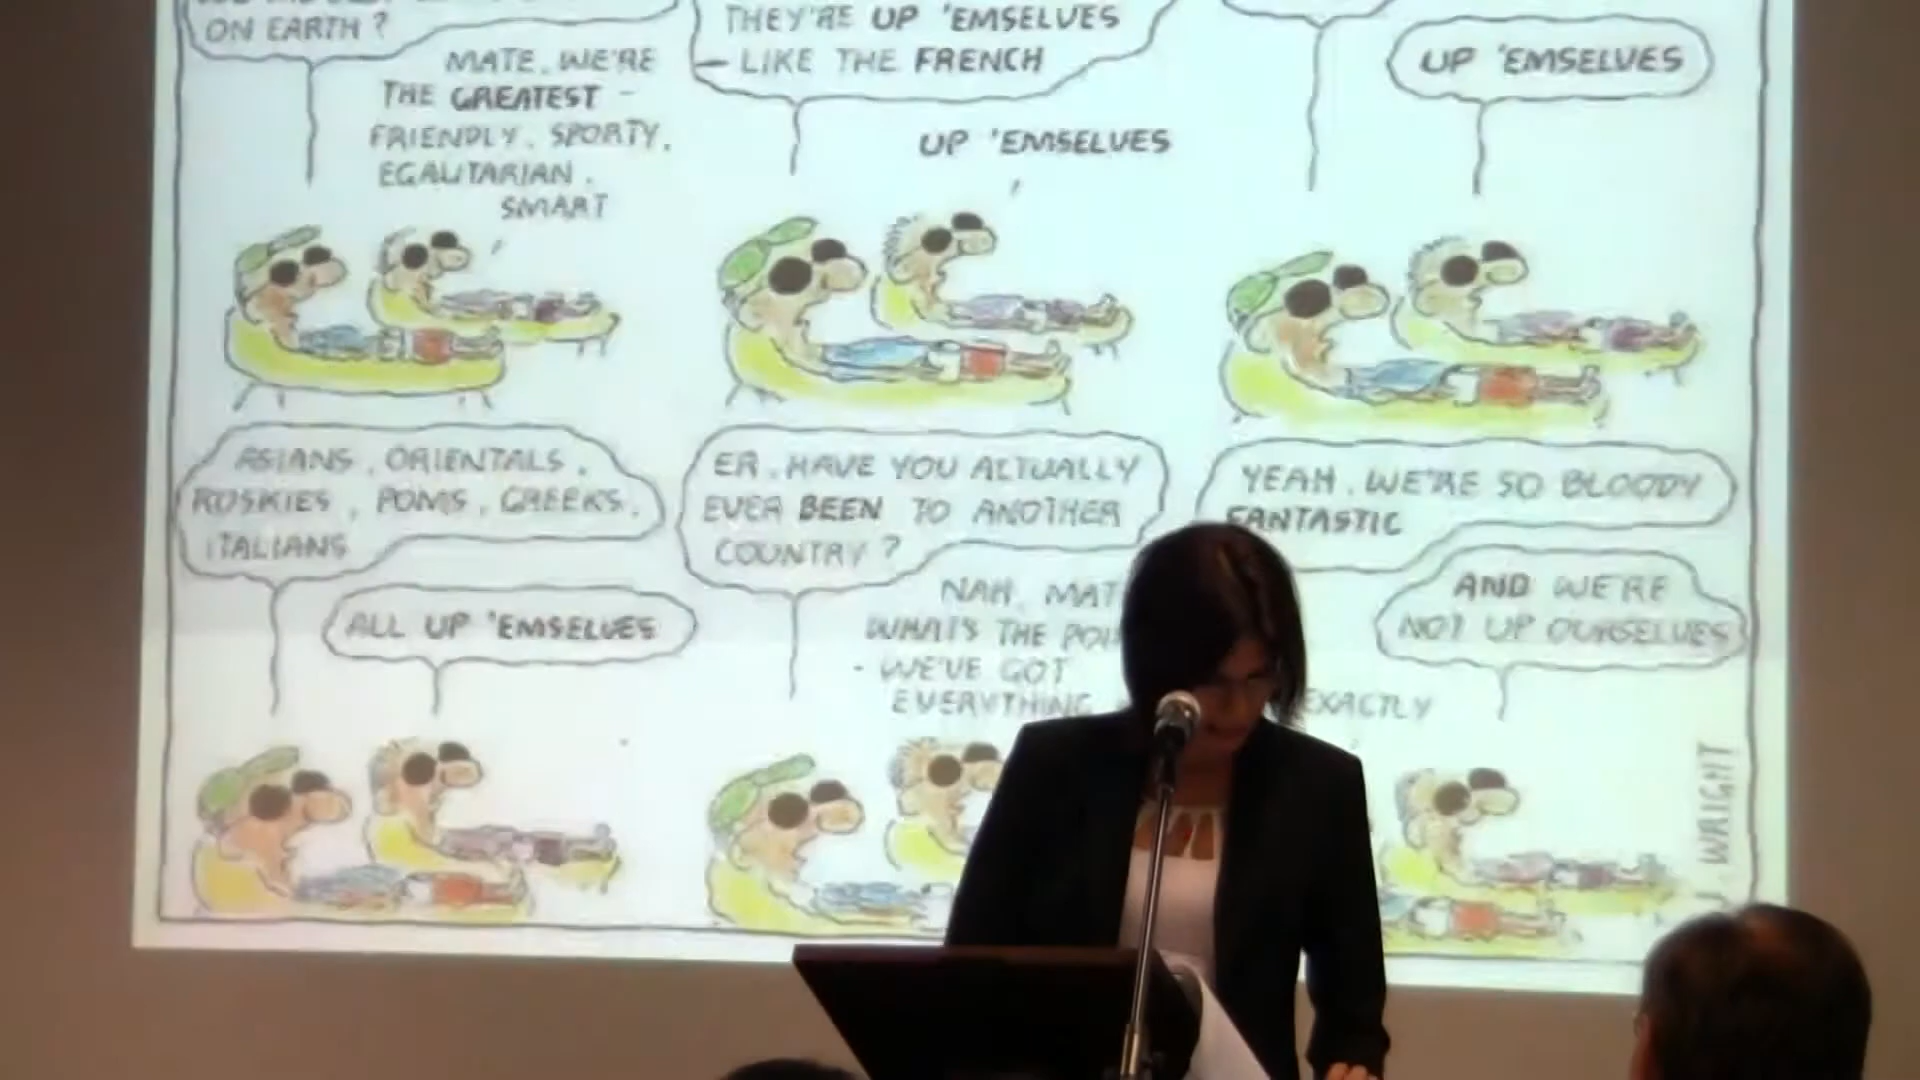 ON EARTH?
MATE, WE'RE
THE GREATEST -
FRIENDLY, SPORTY,
EGALITARIAN,
SMART
THEY'RE UP 'EMSELVES
- LIKE THE FRENCH
UP 'EMSELVES
UP 'EMSELVES
ASIANS, ORIENTALS,
ROSKIES, POMS, GREEKS,
ITALIANS
ALL UP 'EMSELVES
ER, HAVE YOU ACTUALLY
EVER BEEN TO ANOTHER
COUNTRY?
NAH, MAT
WHAT'S THE POI
- WE'VE GOT
EVERYTHING
YEAH, WE'RE SO BLOODY
FANTASTIC
EXACTLY
AND WE'RE
NOT UP OURSELVES
J. WRIGHT